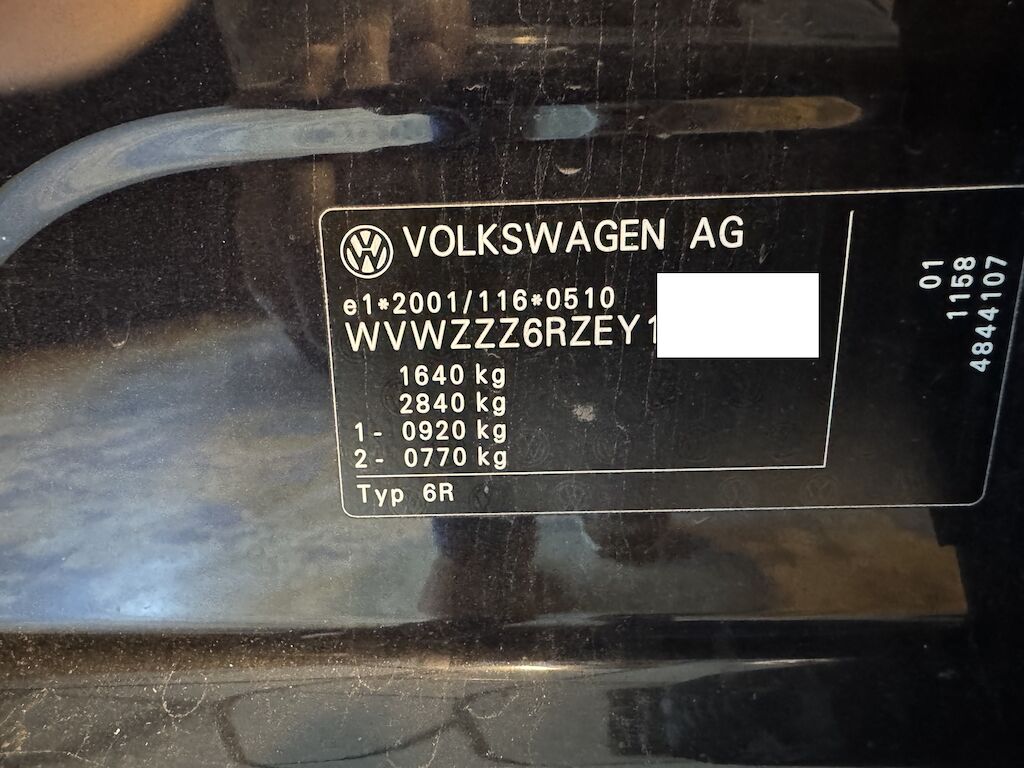 VOLKSWAGEN AG
e1*2001/116*0510
WVWZZZ6RZEY1
1640 kg
2840 kg
1- 0920 kg
2- 0770 kg
Typ 6R
01
1158
4844107